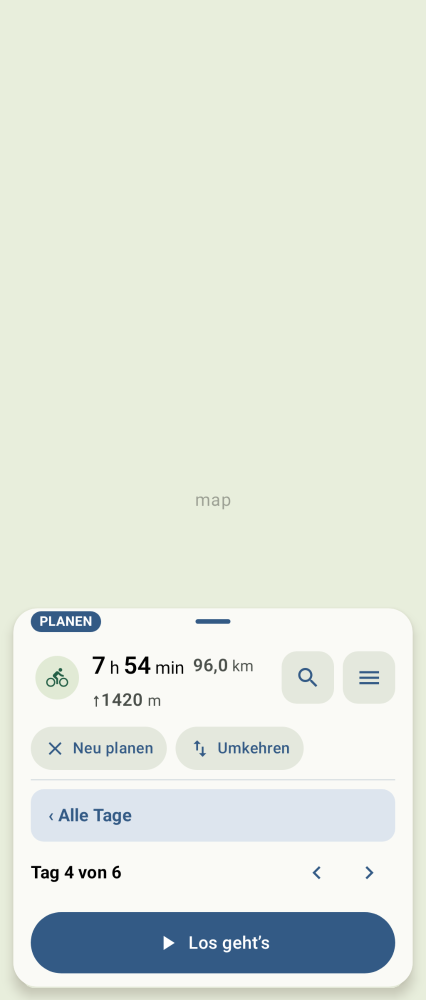 map
PLANEN
7 h 54 min 96,0 km
↑1420 m
Neu planen Umkehren
‹ Alle Tage
Tag 4 von 6
Los geht’s